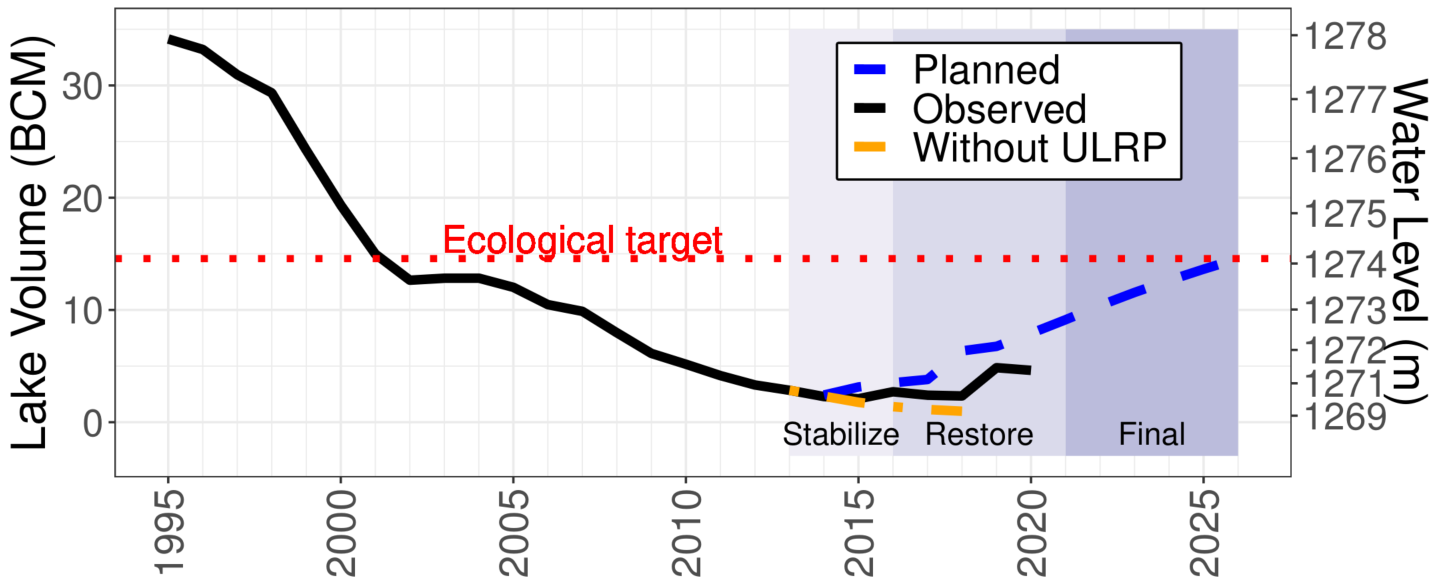 Lake Volume (BCM)
30
20
10
0
Planned
Observed
Without ULRP
Ecological target
Stabilize
Restore
Final
1278
1277
1276
1275
1274
1273
1272
1271
1269
Water Level (m)
1995
2000
2005
2010
2015
2020
2025